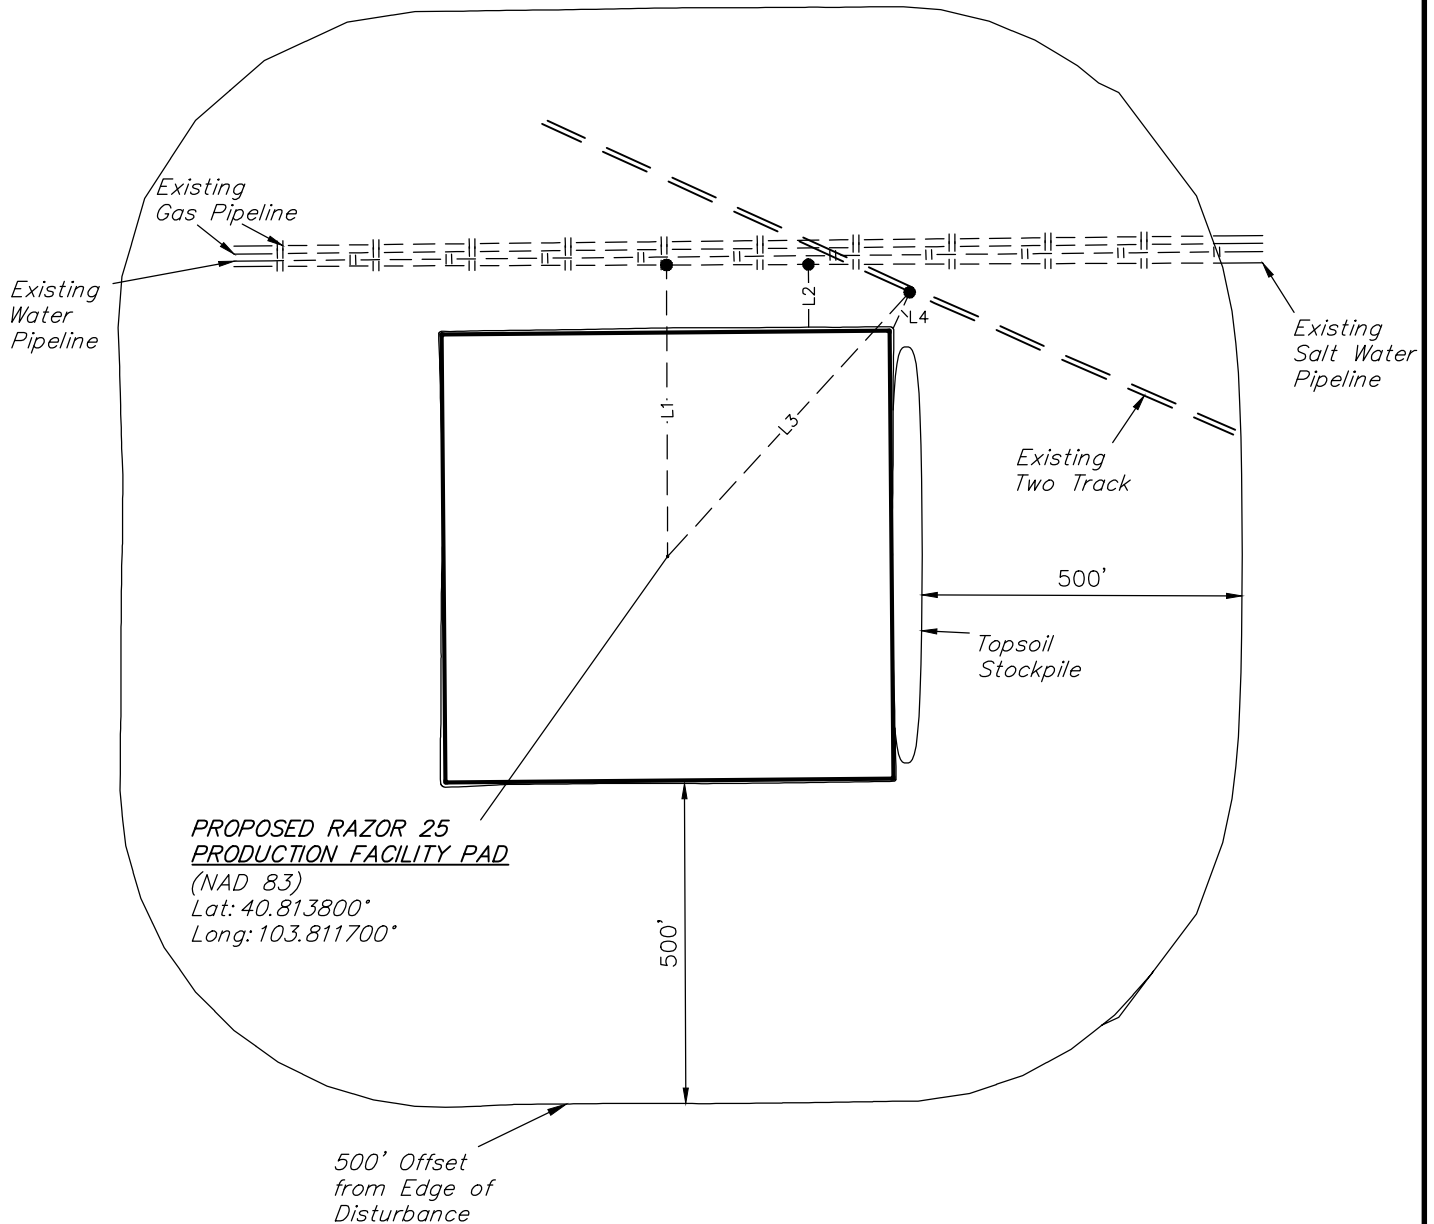 Existing
Gas Pipeline
Existing
Water
Pipeline
L2
L4
Existing
Salt Water
Pipeline
L1
L3
Existing
Two Track
500'
Topsoil
Stockpile
PROPOSED RAZOR 25
PRODUCTION FACILITY PAD
(NAD 83)
Lat: 40.813800°
Long: 103.811700°
500'
500' Offset
from Edge of
Disturbance